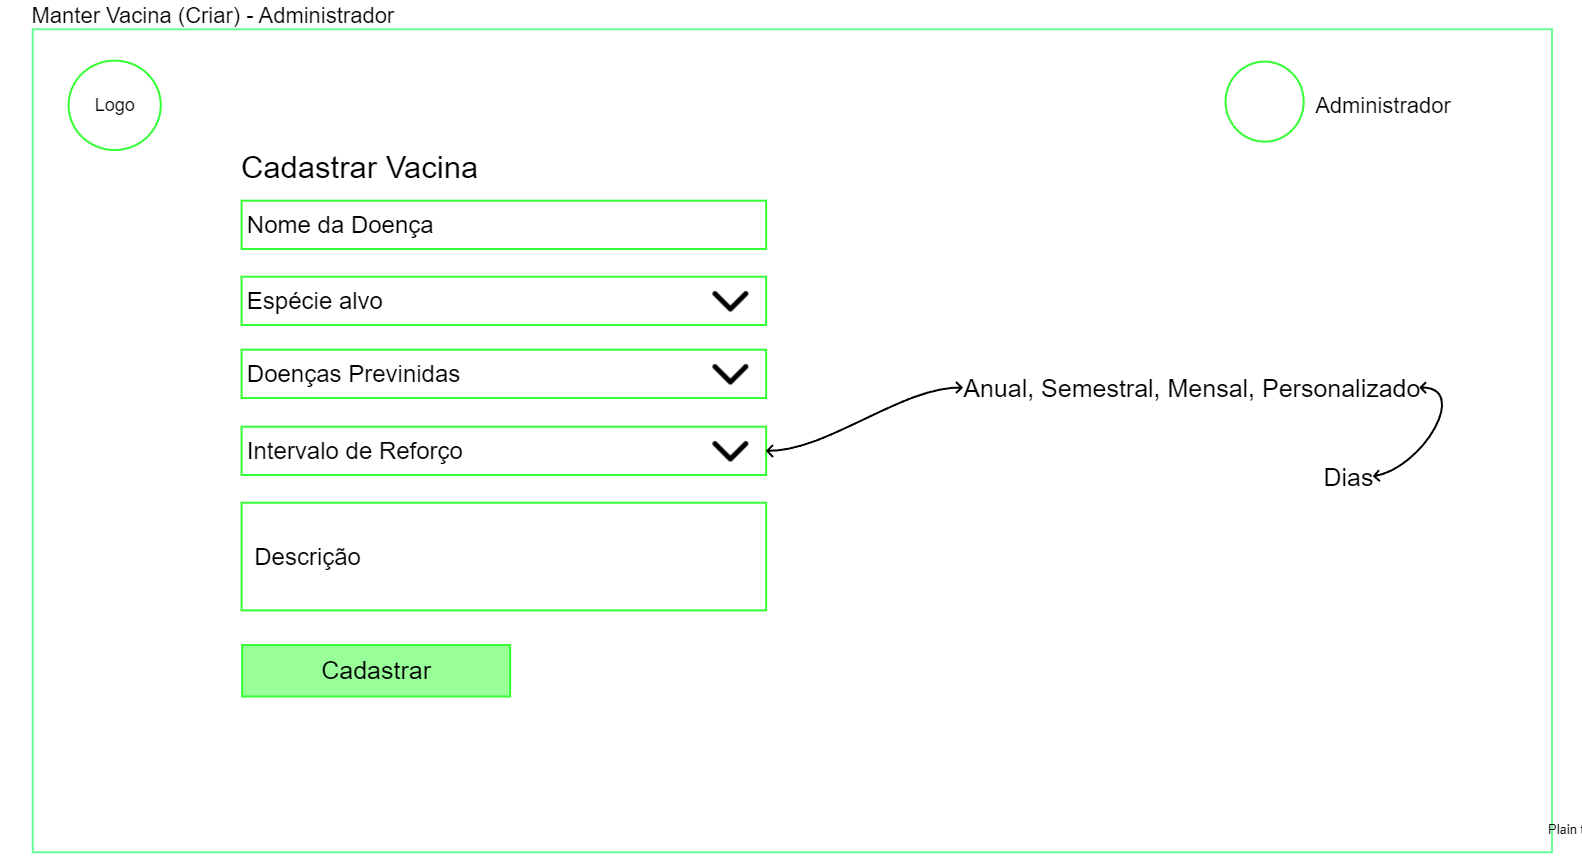 Manter Vacina (Criar) - Administrador
Logo
Administrador
Cadastrar Vacina
Nome da Doença
Espécie alvo
Doenças Previnidas
Anual, Semestral, Mensal, Personalizado
Intervalo de Reforço
Dias
Descrição
Cadastrar
Plain